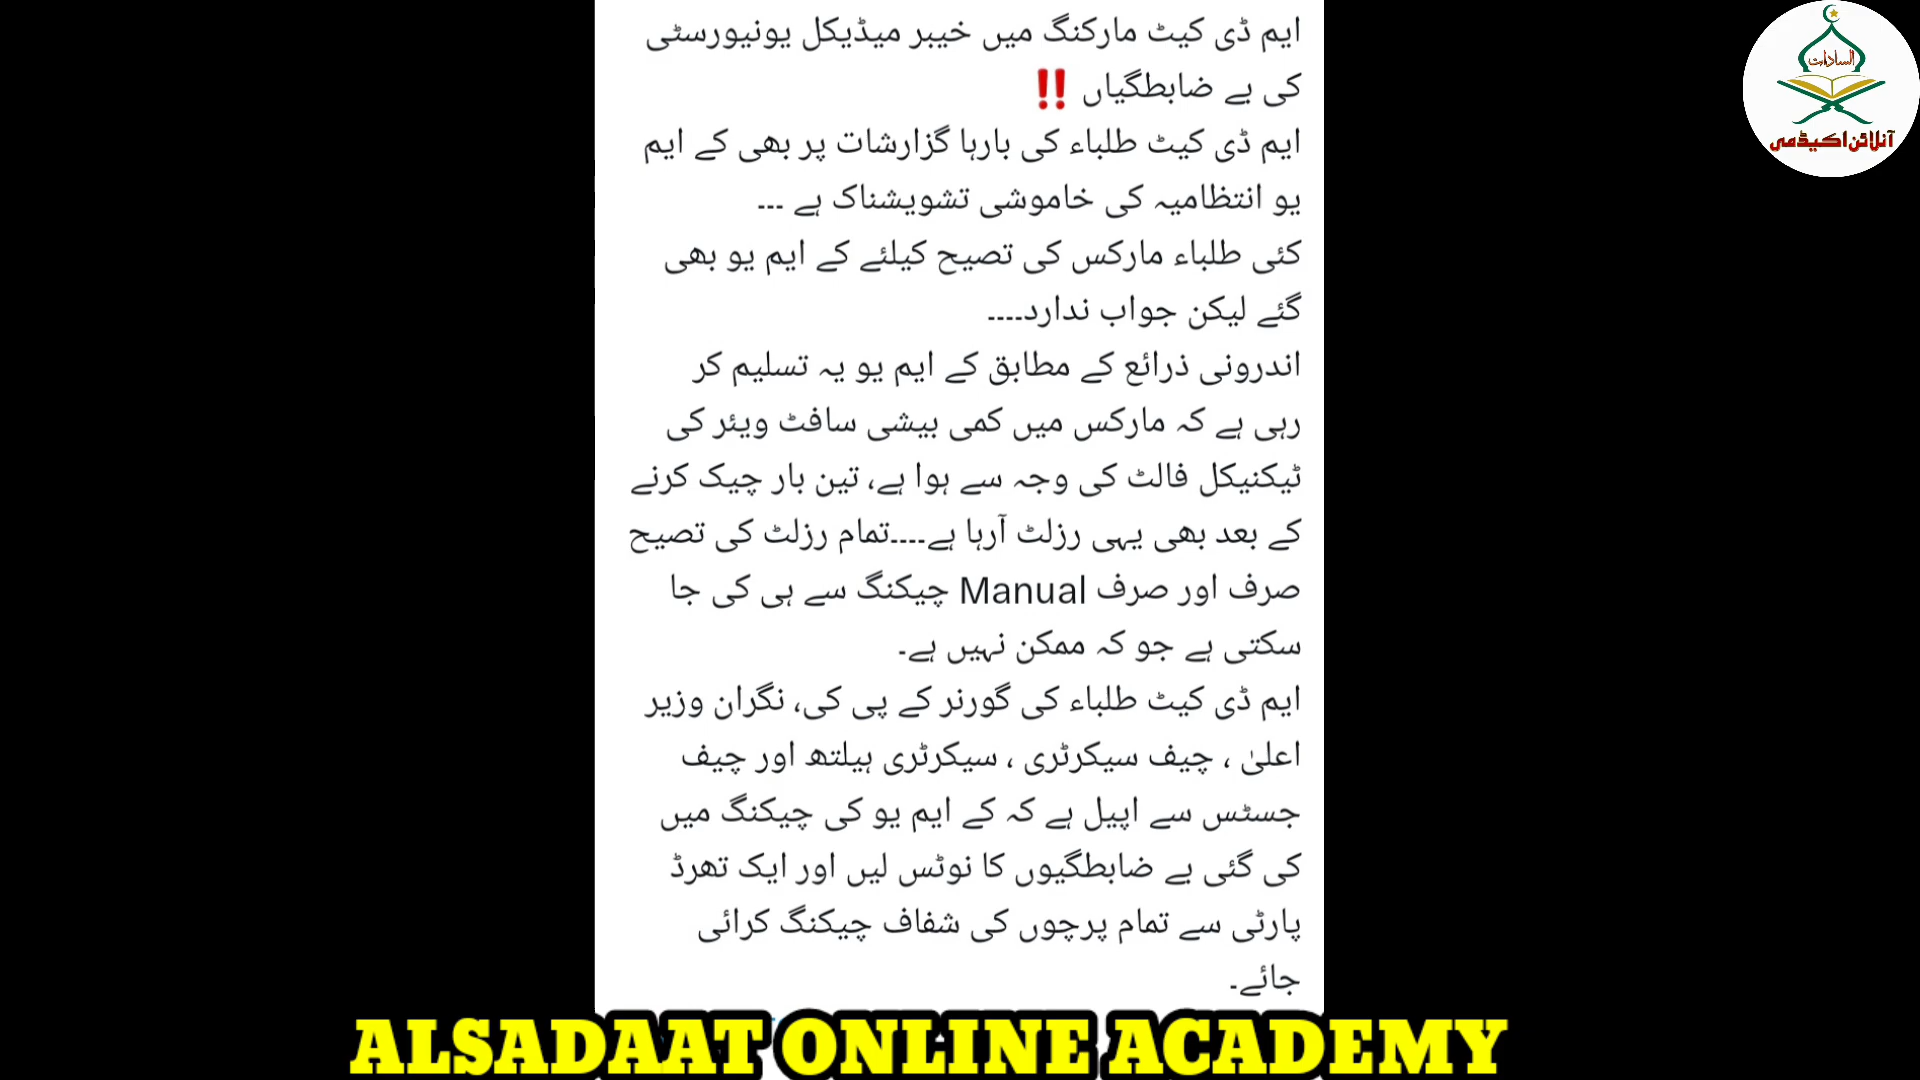 ایم ڈی کیٹ مارکنگ میں خیبر میڈیکل یونیورسٹی
کی بے ضابطگیاں ‼️
ایم ڈی کیٹ طلباء کی بارہا گزارشات پر بھی کے ایم
یو انتظامیہ کی خاموشی تشویشناک ہے ---
کئی طلباء مارکس کی تصیح کیلئے کے ایم یو بھی
گئے لیکن جواب ندارد----
اندرونی ذرائع کے مطابق کے ایم یو یہ تسلیم کر
رہی ہے کہ مارکس میں کمی بیشی سافٹ ویئر کی
ٹیکنیکل فالٹ کی وجہ سے ہوا ہے، تین بار چیک کرنے
کے بعد بھی یہی رزلٹ آرہا ہے----تمام رزلٹ کی تصیح
صرف اور صرف Manual چیکنگ سے ہی کی جا
سکتی ہے جو کہ ممکن نہیں ہے۔
ایم ڈی کیٹ طلباء کی گورنر کے پی کی، نگران وزیر
اعلیٰ ، چیف سیکرٹری ، سیکرٹری ہیلتھ اور چیف
جسٹس سے اپیل ہے کہ کے ایم یو کی چیکنگ میں
کی گئی بے ضابطگیوں کا نوٹس لیں اور ایک تھرڈ
پارٹی سے تمام پرچوں کی شفاف چیکنگ کرائی
جائے۔
السادات
آنلائن اکیڈمی
ALSADAAT ONLINE ACADEMY